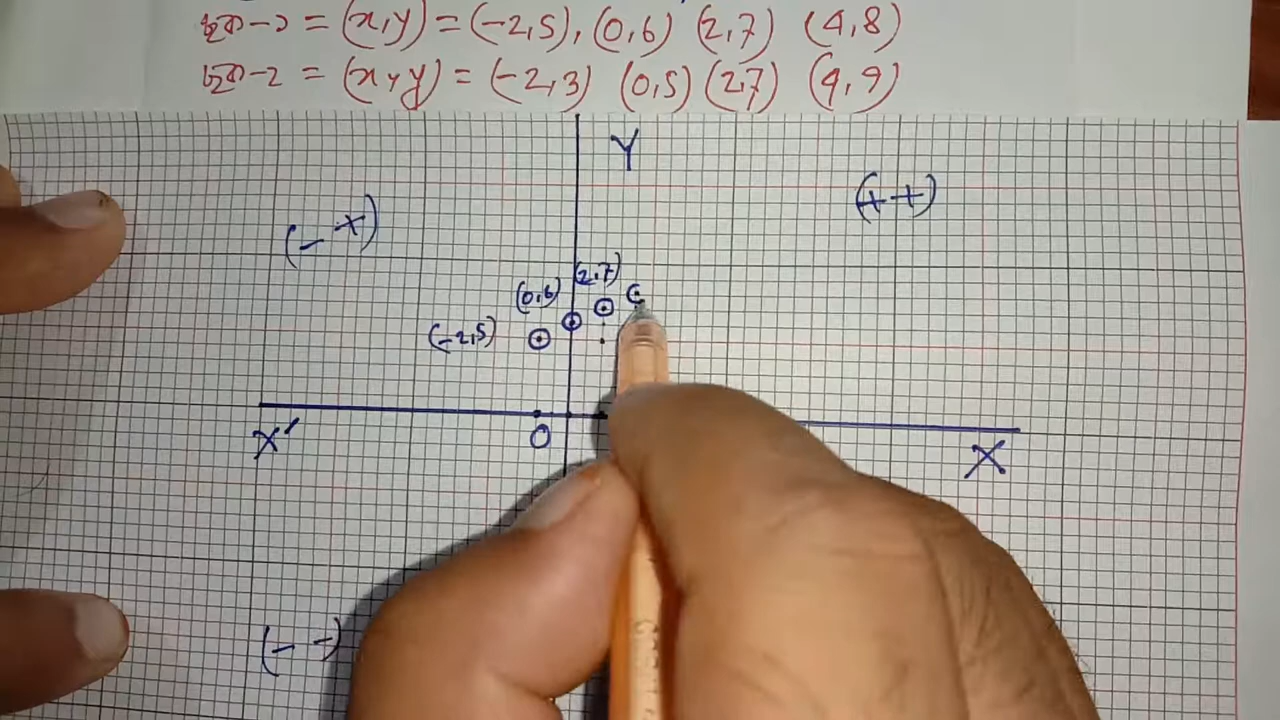 = (x,y) = (-2,5), (0,6) (2,7) (4,8)
= (x,y) = (-2,3) (0,5) (2,7) (4,9)
Y
(++)
(-+)
(2,7)
(0,6)
(-2,5)
X'
O
X
(--)